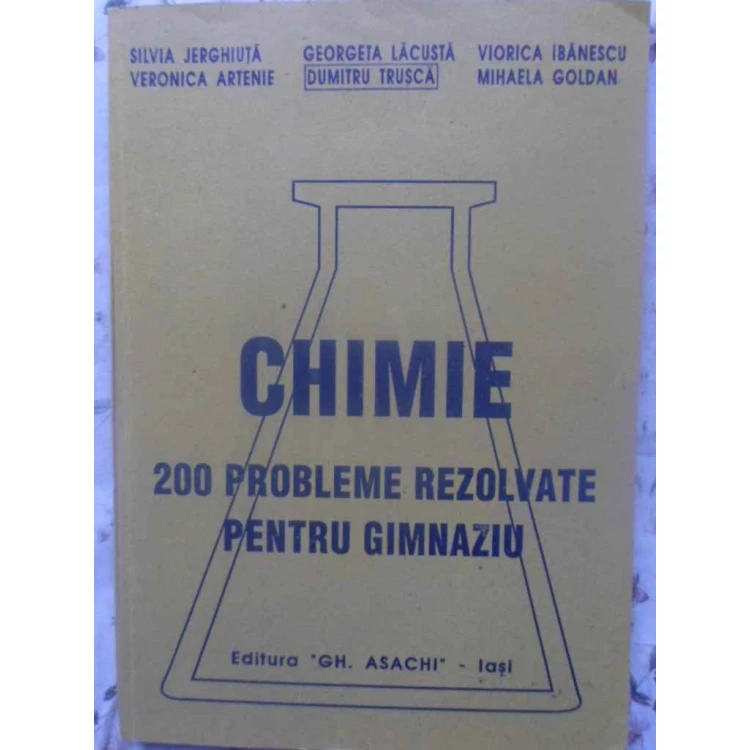 SILVIA JERGHIUȚĂ GEORGETA LĂCUSTĂ VIORICA IBĂNESCU
VERONICA ARTENIE DUMITRU TRUȘCĂ MIHAELA GOLDAN
CHIMIE
200 PROBLEME REZOLVATE
PENTRU GIMNAZIU
Editura "GH. ASACHI" - Iași